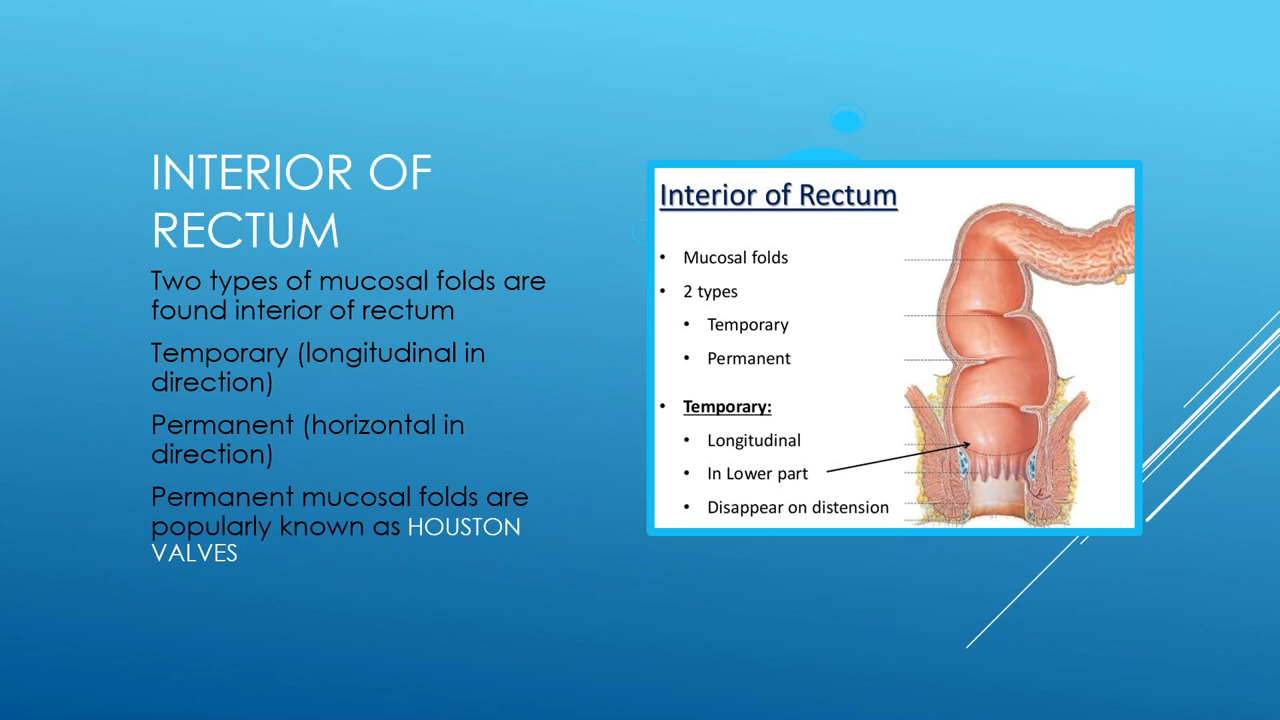 INTERIOR OF
RECTUM
Two types of mucosal folds are
found interior of rectum
Temporary (longitudinal in
direction)
Permanent (horizontal in
direction)
Permanent mucosal folds are
popularly known as HOUSTON
VALVES
Interior of Rectum
• Mucosal folds
• 2 types
• Temporary
• Permanent
• Temporary:
• Longitudinal
• In Lower part
• Disappear on distension